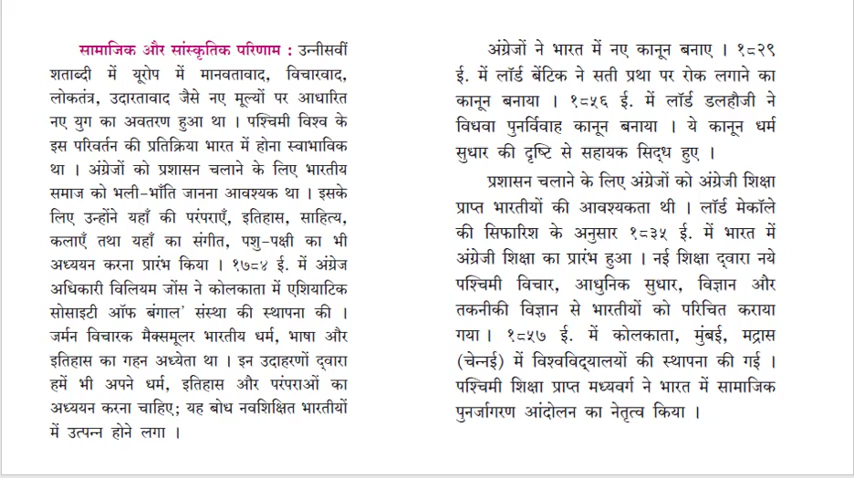 सामाजिक और सांस्कृतिक परिणाम : उन्नीसवीं
शताब्दी में यूरोप में मानवतावाद, विचारवाद,
लोकतंत्र, उदारतावाद जैसे नए मूल्यों पर आधारित
नए युग का अवतरण हुआ था । पश्चिमी विश्व के
इस परिवर्तन की प्रतिक्रिया भारत में होना स्वाभाविक
था । अंग्रेजों को प्रशासन चलाने के लिए भारतीय
समाज को भली-भाँति जानना आवश्यक था । इसके
लिए उन्होंने यहाँ की परंपराएँ, इतिहास, साहित्य,
कलाएँ तथा यहाँ का संगीत, पशु-पक्षी का भी
अध्ययन करना प्रारंभ किया । १७८४ ई. में अंग्रेज
अधिकारी विलियम जोंस ने कोलकाता में एशियाटिक
सोसाइटी ऑफ बंगाल’ संस्था की स्थापना की ।
जर्मन विचारक मैक्समूलर भारतीय धर्म, भाषा और
इतिहास का गहन अध्येता था । इन उदाहरणों द्‌वारा
हमें भी अपने धर्म, इतिहास और परंपराओं का
अध्ययन करना चाहिए; यह बोध नवशिक्षित भारतीयों
में उत्पन्न होने लगा ।
अंग्रेजों ने भारत में नए कानून बनाए । १८२९
ई. में लॉर्ड बेंटिक ने सती प्रथा पर रोक लगाने का
कानून बनाया । १८५६ ई. में लॉर्ड डलहौजी ने
विधवा पुनर्विवाह कानून बनाया । ये कानून धर्म
सुधार की दृष्टि से सहायक सिद्‌ध हुए ।
प्रशासन चलाने के लिए अंग्रेजों को अंग्रेजी शिक्षा
प्राप्त भारतीयों की आवश्यकता थी । लॉर्ड मेकॉले
की सिफारिश के अनुसार १८३५ ई. में भारत में
अंग्रेजी शिक्षा का प्रारंभ हुआ । नई शिक्षा द्‌वारा नये
पश्चिमी विचार, आधुनिक सुधार, विज्ञान और
तकनीकी विज्ञान से भारतीयों को परिचित कराया
गया । १८५७ ई. में कोलकाता, मुंबई, मद्रास
(चेन्नई) में विश्वविद्‌यालयों की स्थापना की गई ।
पश्चिमी शिक्षा प्राप्त मध्यवर्ग ने भारत में सामाजिक
पुनर्जागरण आंदोलन का नेतृत्व किया ।